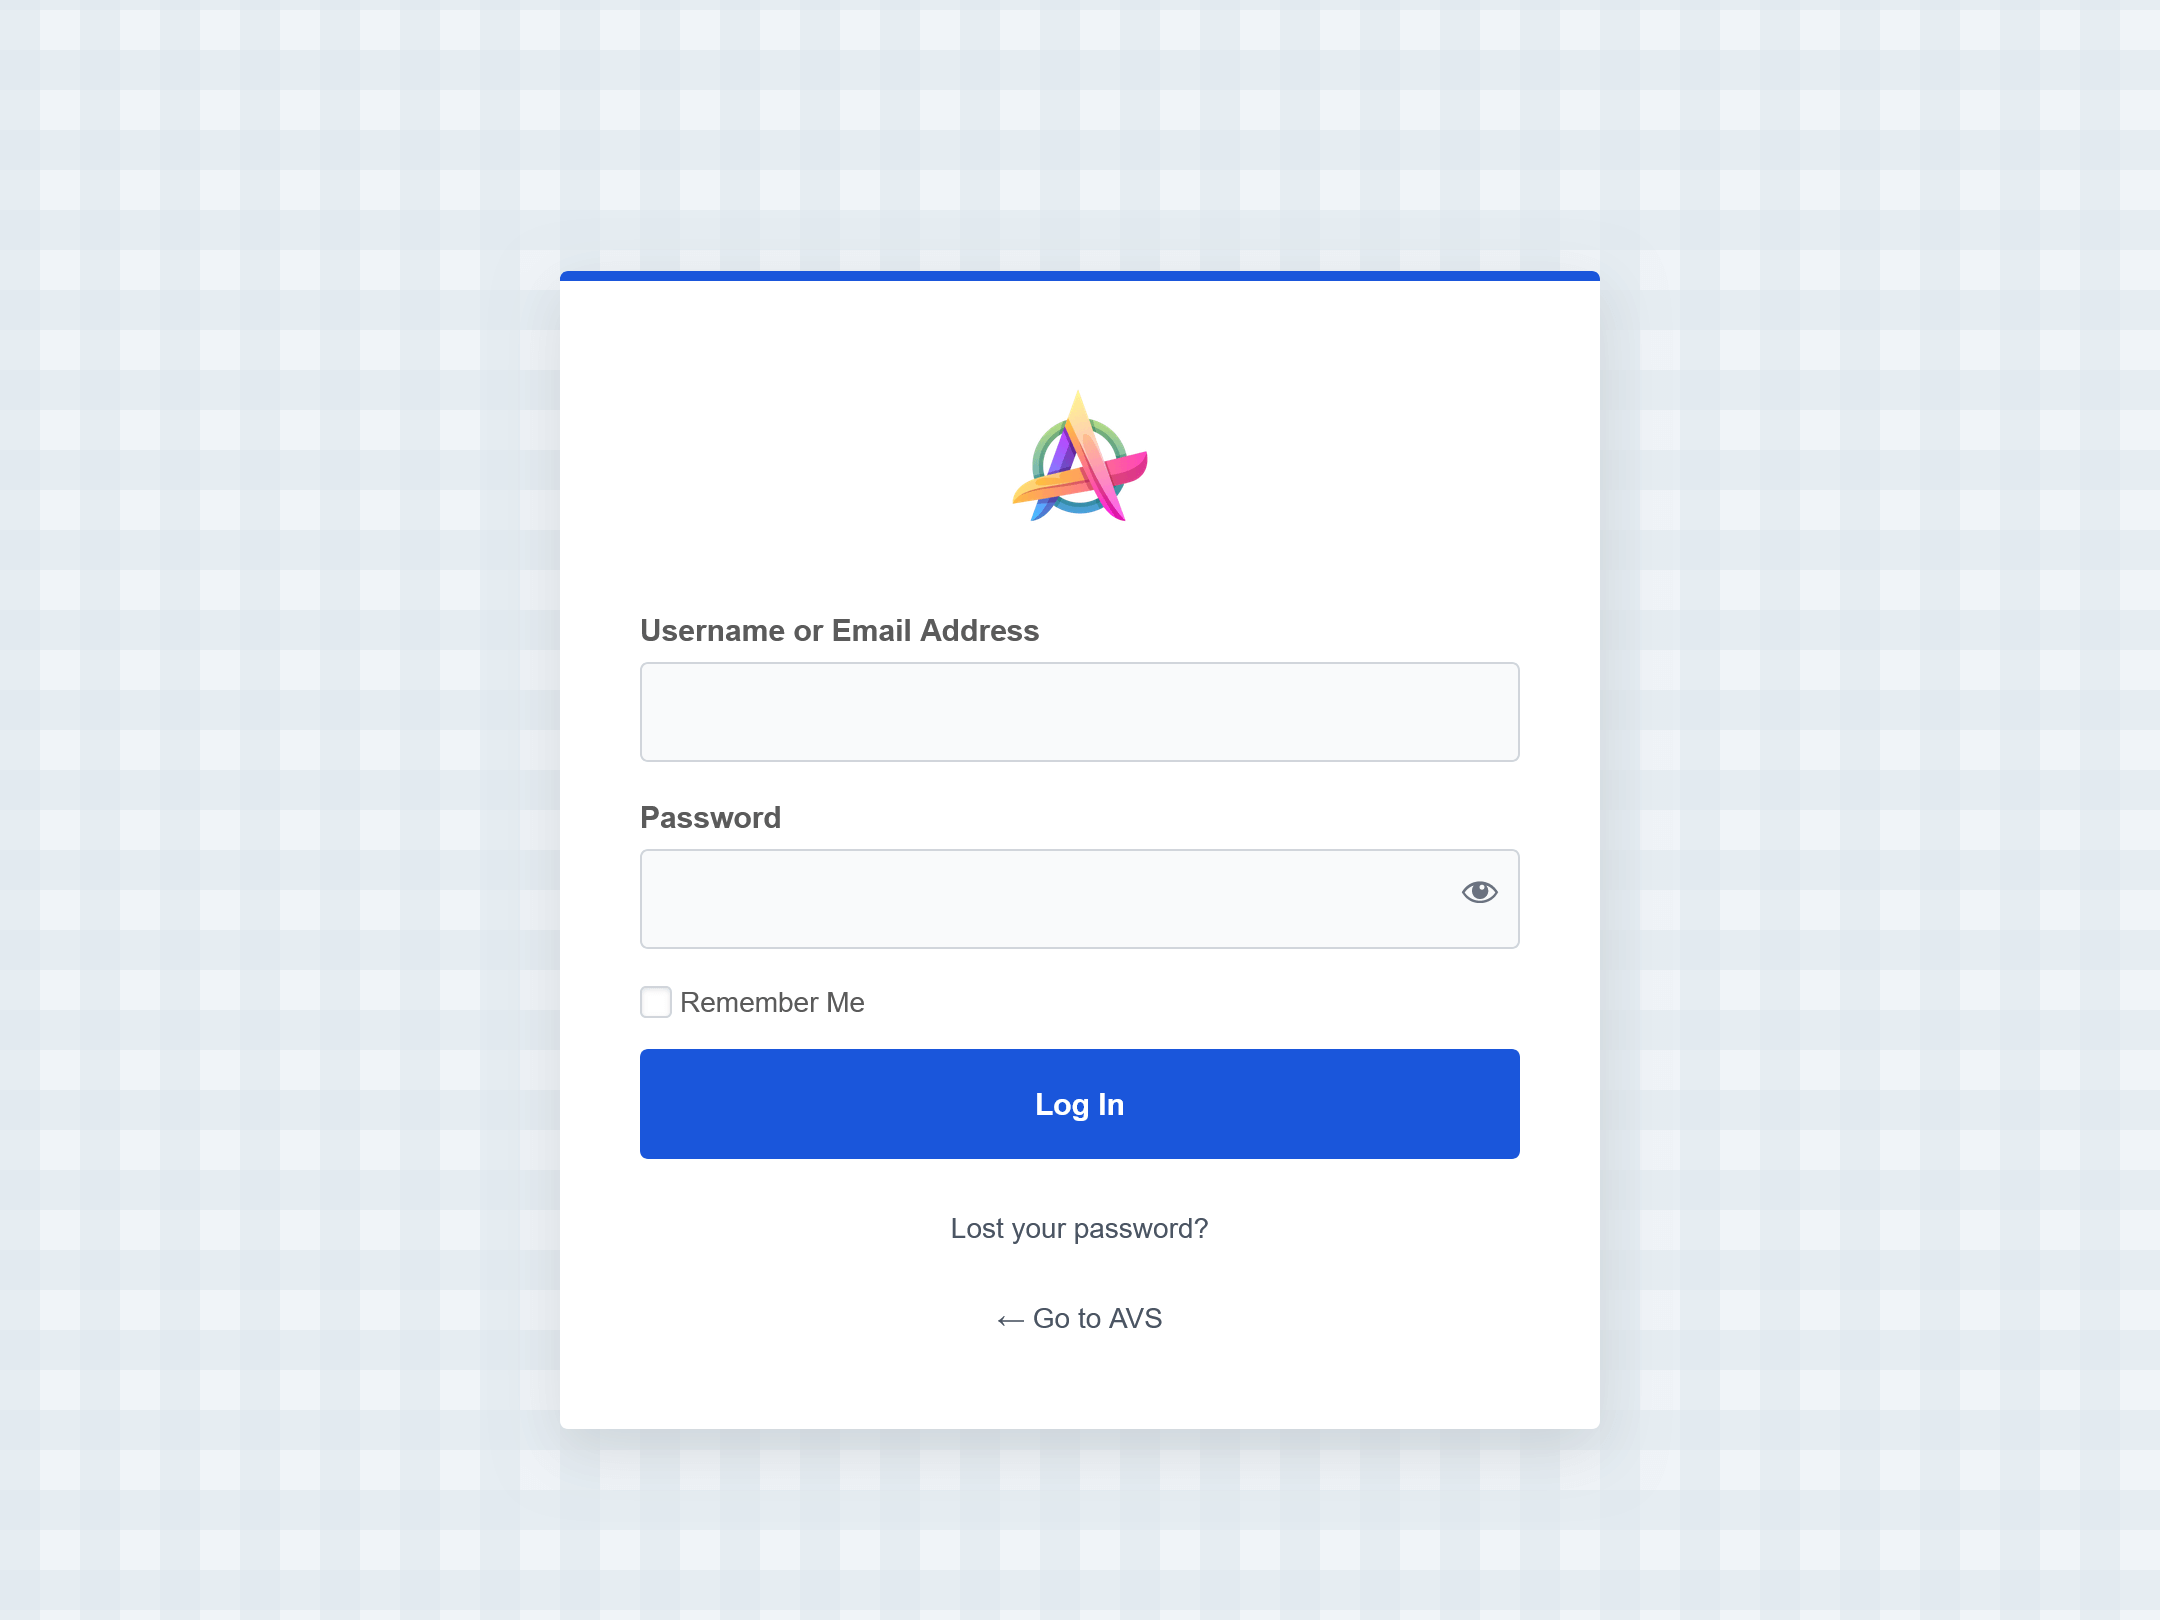 Username or Email Address
Password
Remember Me
Log In
Lost your password?
← Go to AVS